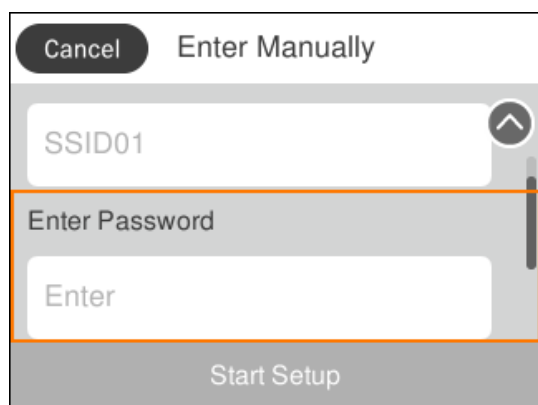 Cancel Enter Manually
SSID01
Enter Password
Enter
Start Setup